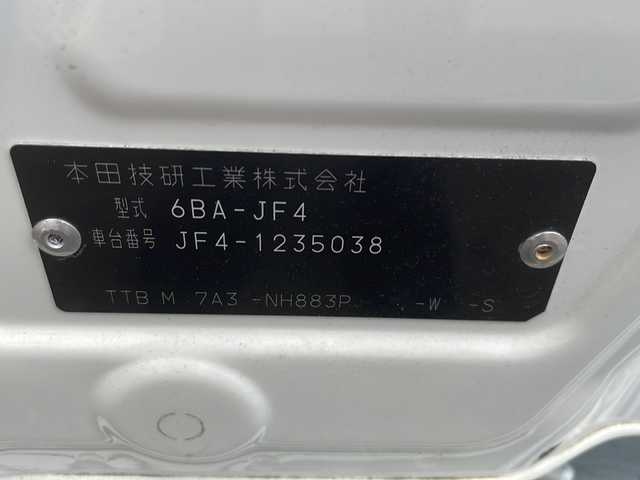 本田技研工業株式会社
型式 6BA-JF4
車台番号 JF4-1235038
TTB M 7A3 -NH883P -W -S